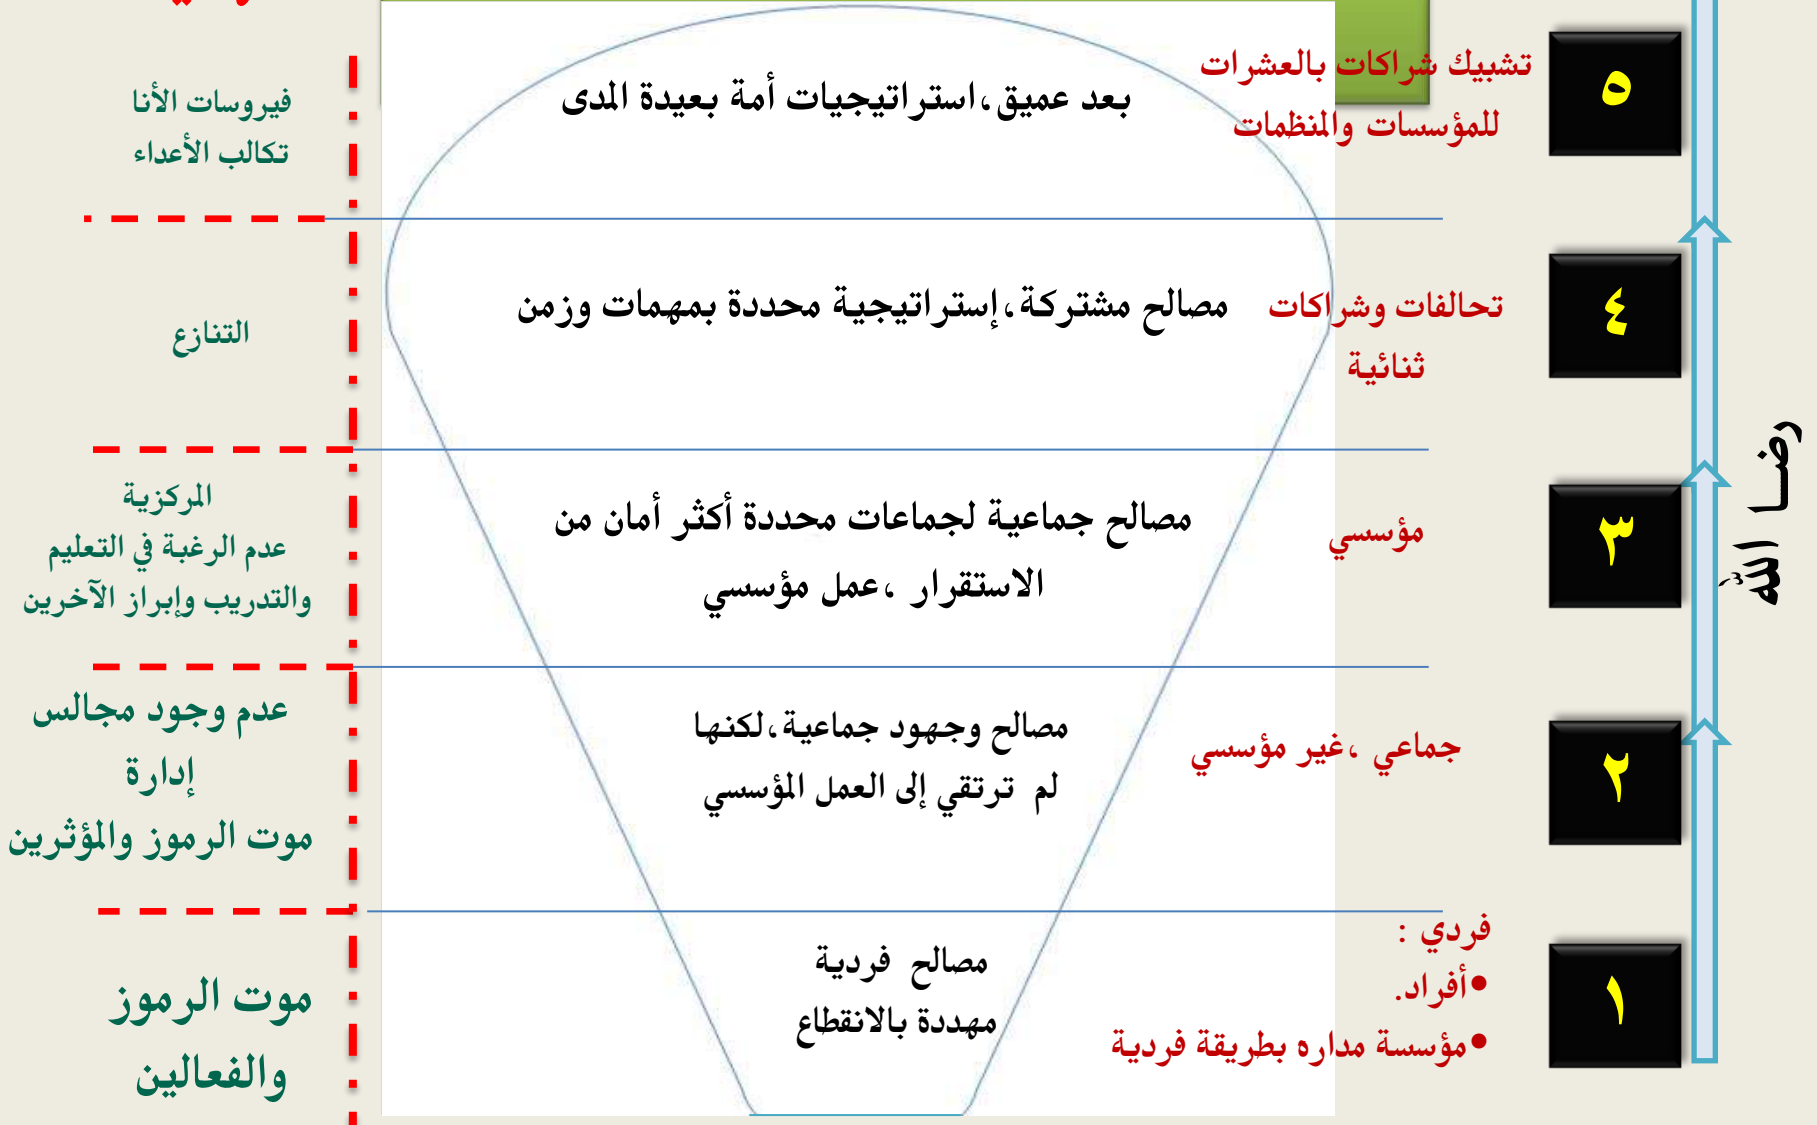 ٥
تشبيك شراكات بالعشرات
للمؤسسات والمنظمات
بعد عميق،استراتيجيات أمة بعيدة المدى
فيروسات الأنا
تكالب الأعداء
٤
تحالفات وشراكات
ثنائية
مصالح مشتركة،إستراتيجية محددة بمهمات وزمن
التنازع
رضا الله
٣
مؤسسي
مصالح جماعية لجماعات محددة أكثر أمان من
الاستقرار ،عمل مؤسسي
المركزية
عدم الرغبة في التعليم
والتدريب وإبراز الآخرين
٢
جماعي ،غير مؤسسي
مصالح وجهود جماعية،لكنها
لم ترتقي إلى العمل المؤسسي
عدم وجود مجالس
إدارة
موت الرموز والمؤثرين
١
فردي :
•أفراد.
•مؤسسة مداره بطريقة فردية
مصالح فردية
مهددة بالانقطاع
موت الرموز
والفعالين